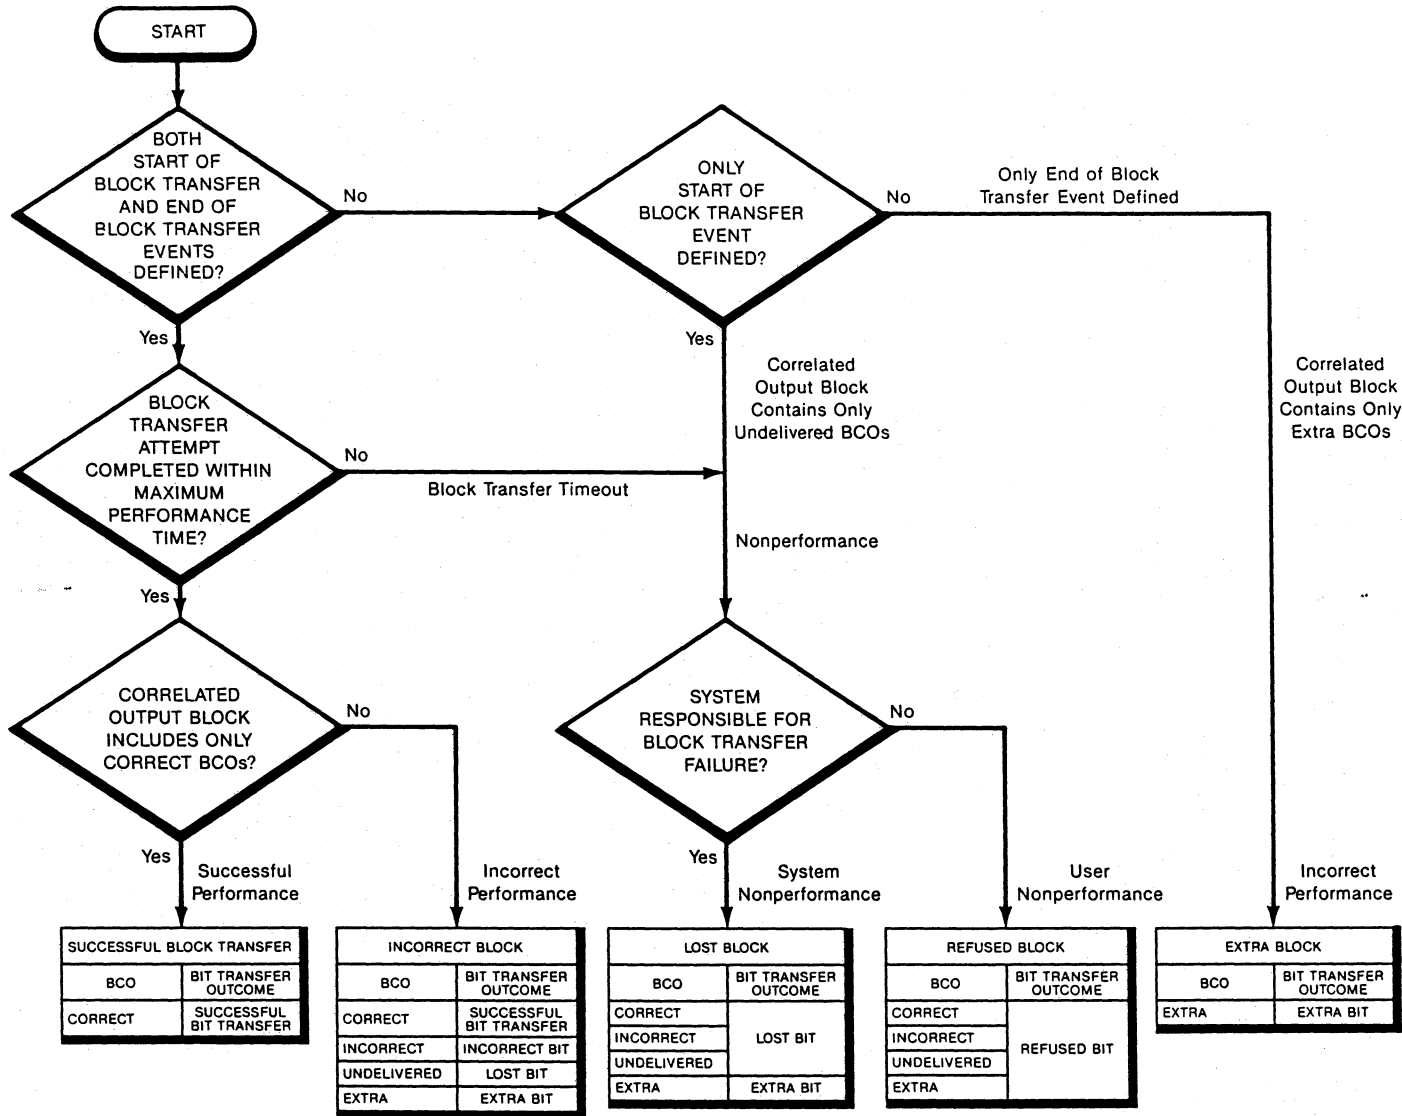 START
BOTH
START OF
BLOCK TRANSFER
AND END OF
BLOCK TRANSFER
EVENTS
DEFINED?
No
ONLY
START OF
BLOCK TRANSFER
EVENT
DEFINED?
No
Only End of Block
Transfer Event Defined
Yes
Yes
Correlated
Output Block
Contains Only
Undelivered BCOs
Correlated
Output Block
Contains Only
Extra BCOs
BLOCK
TRANSFER
ATTEMPT
COMPLETED WITHIN
MAXIMUM
PERFORMANCE
TIME?
No
Block Transfer Timeout
Nonperformance
Yes
CORRELATED
OUTPUT BLOCK
INCLUDES ONLY
CORRECT BCOs?
No
SYSTEM
RESPONSIBLE FOR
BLOCK TRANSFER
FAILURE?
No
Yes
Successful
Performance
Incorrect
Performance
Yes
System
Nonperformance
User
Nonperformance
Incorrect
Performance
SUCCESSFUL BLOCK TRANSFER
BCO
BIT TRANSFER
OUTCOME
CORRECT
SUCCESSFUL
BIT TRANSFER
INCORRECT BLOCK
BCO
BIT TRANSFER
OUTCOME
CORRECT
SUCCESSFUL
BIT TRANSFER
INCORRECT
INCORRECT BIT
UNDELIVERED
LOST BIT
EXTRA
EXTRA BIT
LOST BLOCK
BCO
BIT TRANSFER
OUTCOME
CORRECT
INCORRECT
UNDELIVERED
LOST BIT
EXTRA
EXTRA BIT
REFUSED BLOCK
BCO
BIT TRANSFER
OUTCOME
CORRECT
INCORRECT
UNDELIVERED
EXTRA
REFUSED BIT
EXTRA BLOCK
BCO
BIT TRANSFER
OUTCOME
EXTRA
EXTRA BIT